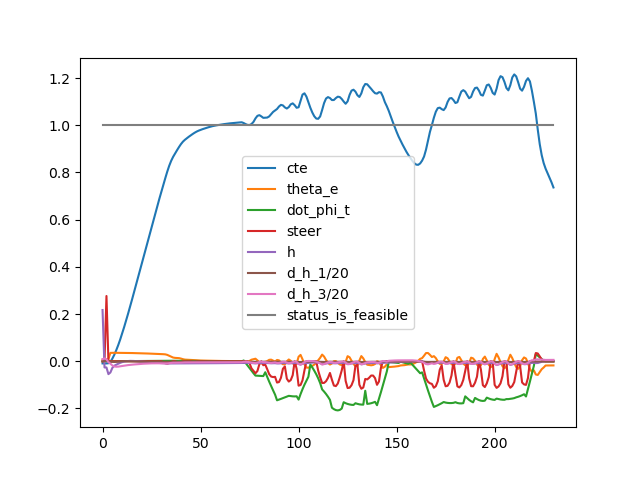 1.2
1.0
0.8
0.6
0.4
0.2
0.0
−0.2
cte
theta_e
dot_phi_t
steer
h
d_h_1/20
d_h_3/20
status_is_feasible
0 50 100 150 200